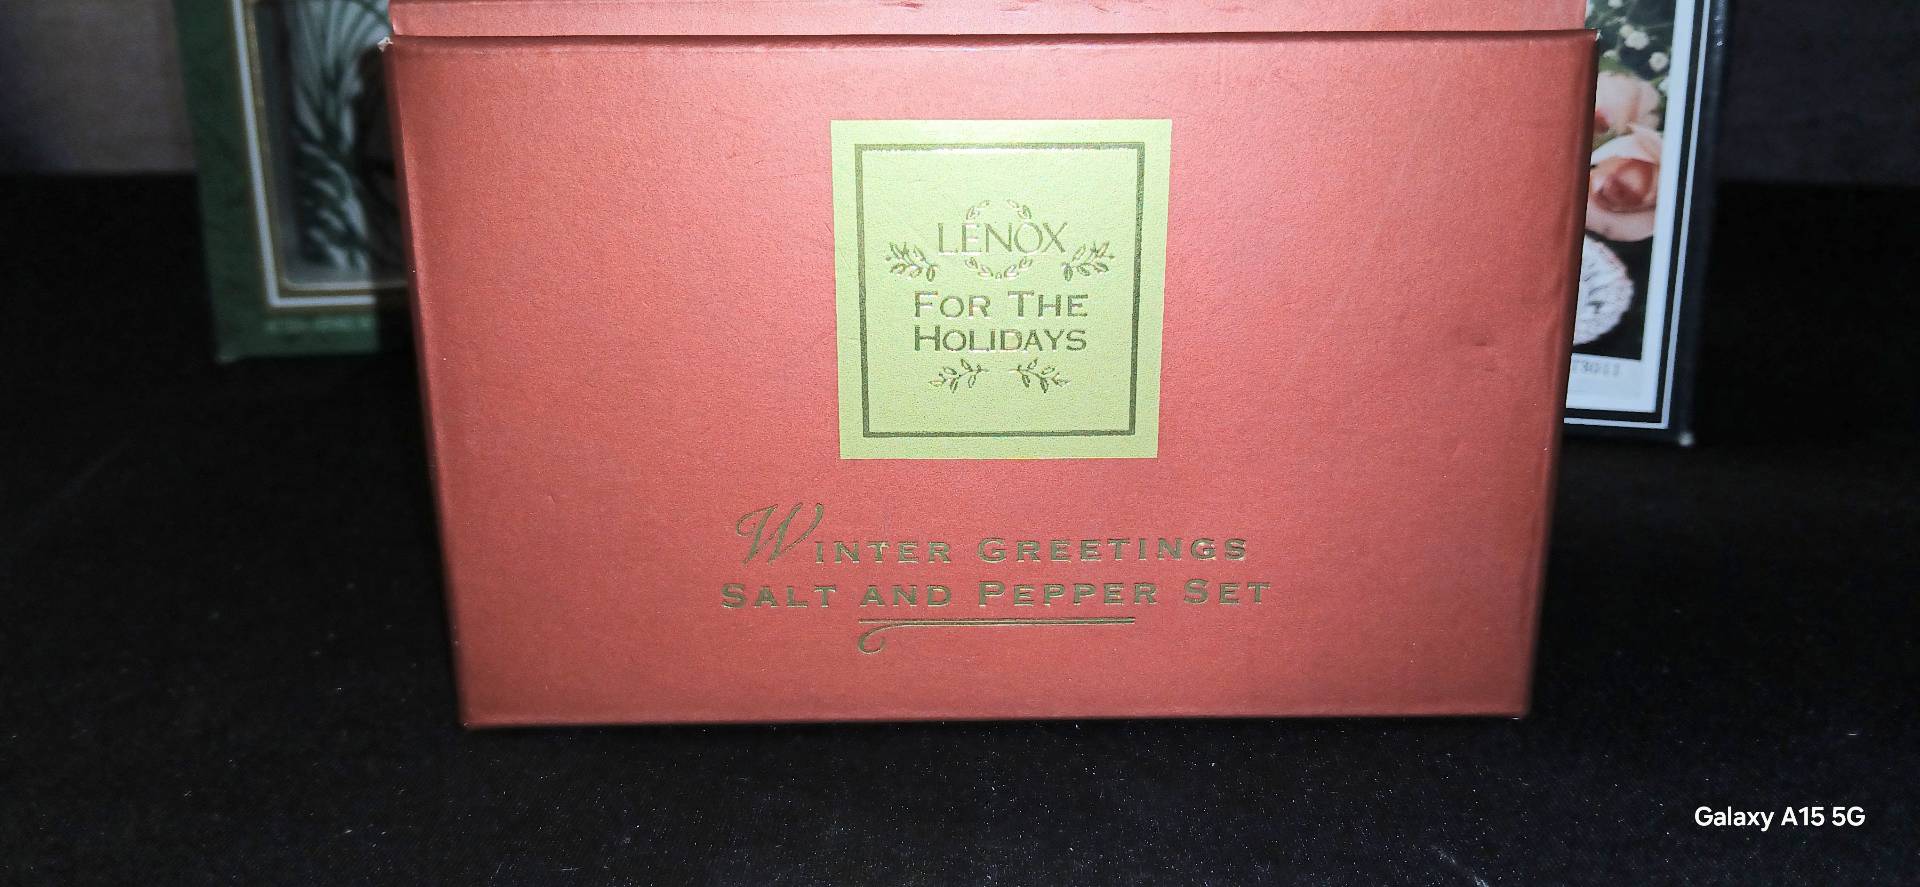 LENOX
FOR THE
HOLIDAYS
WINTER GREETINGS
SALT AND PEPPER SET
Galaxy A15 5G